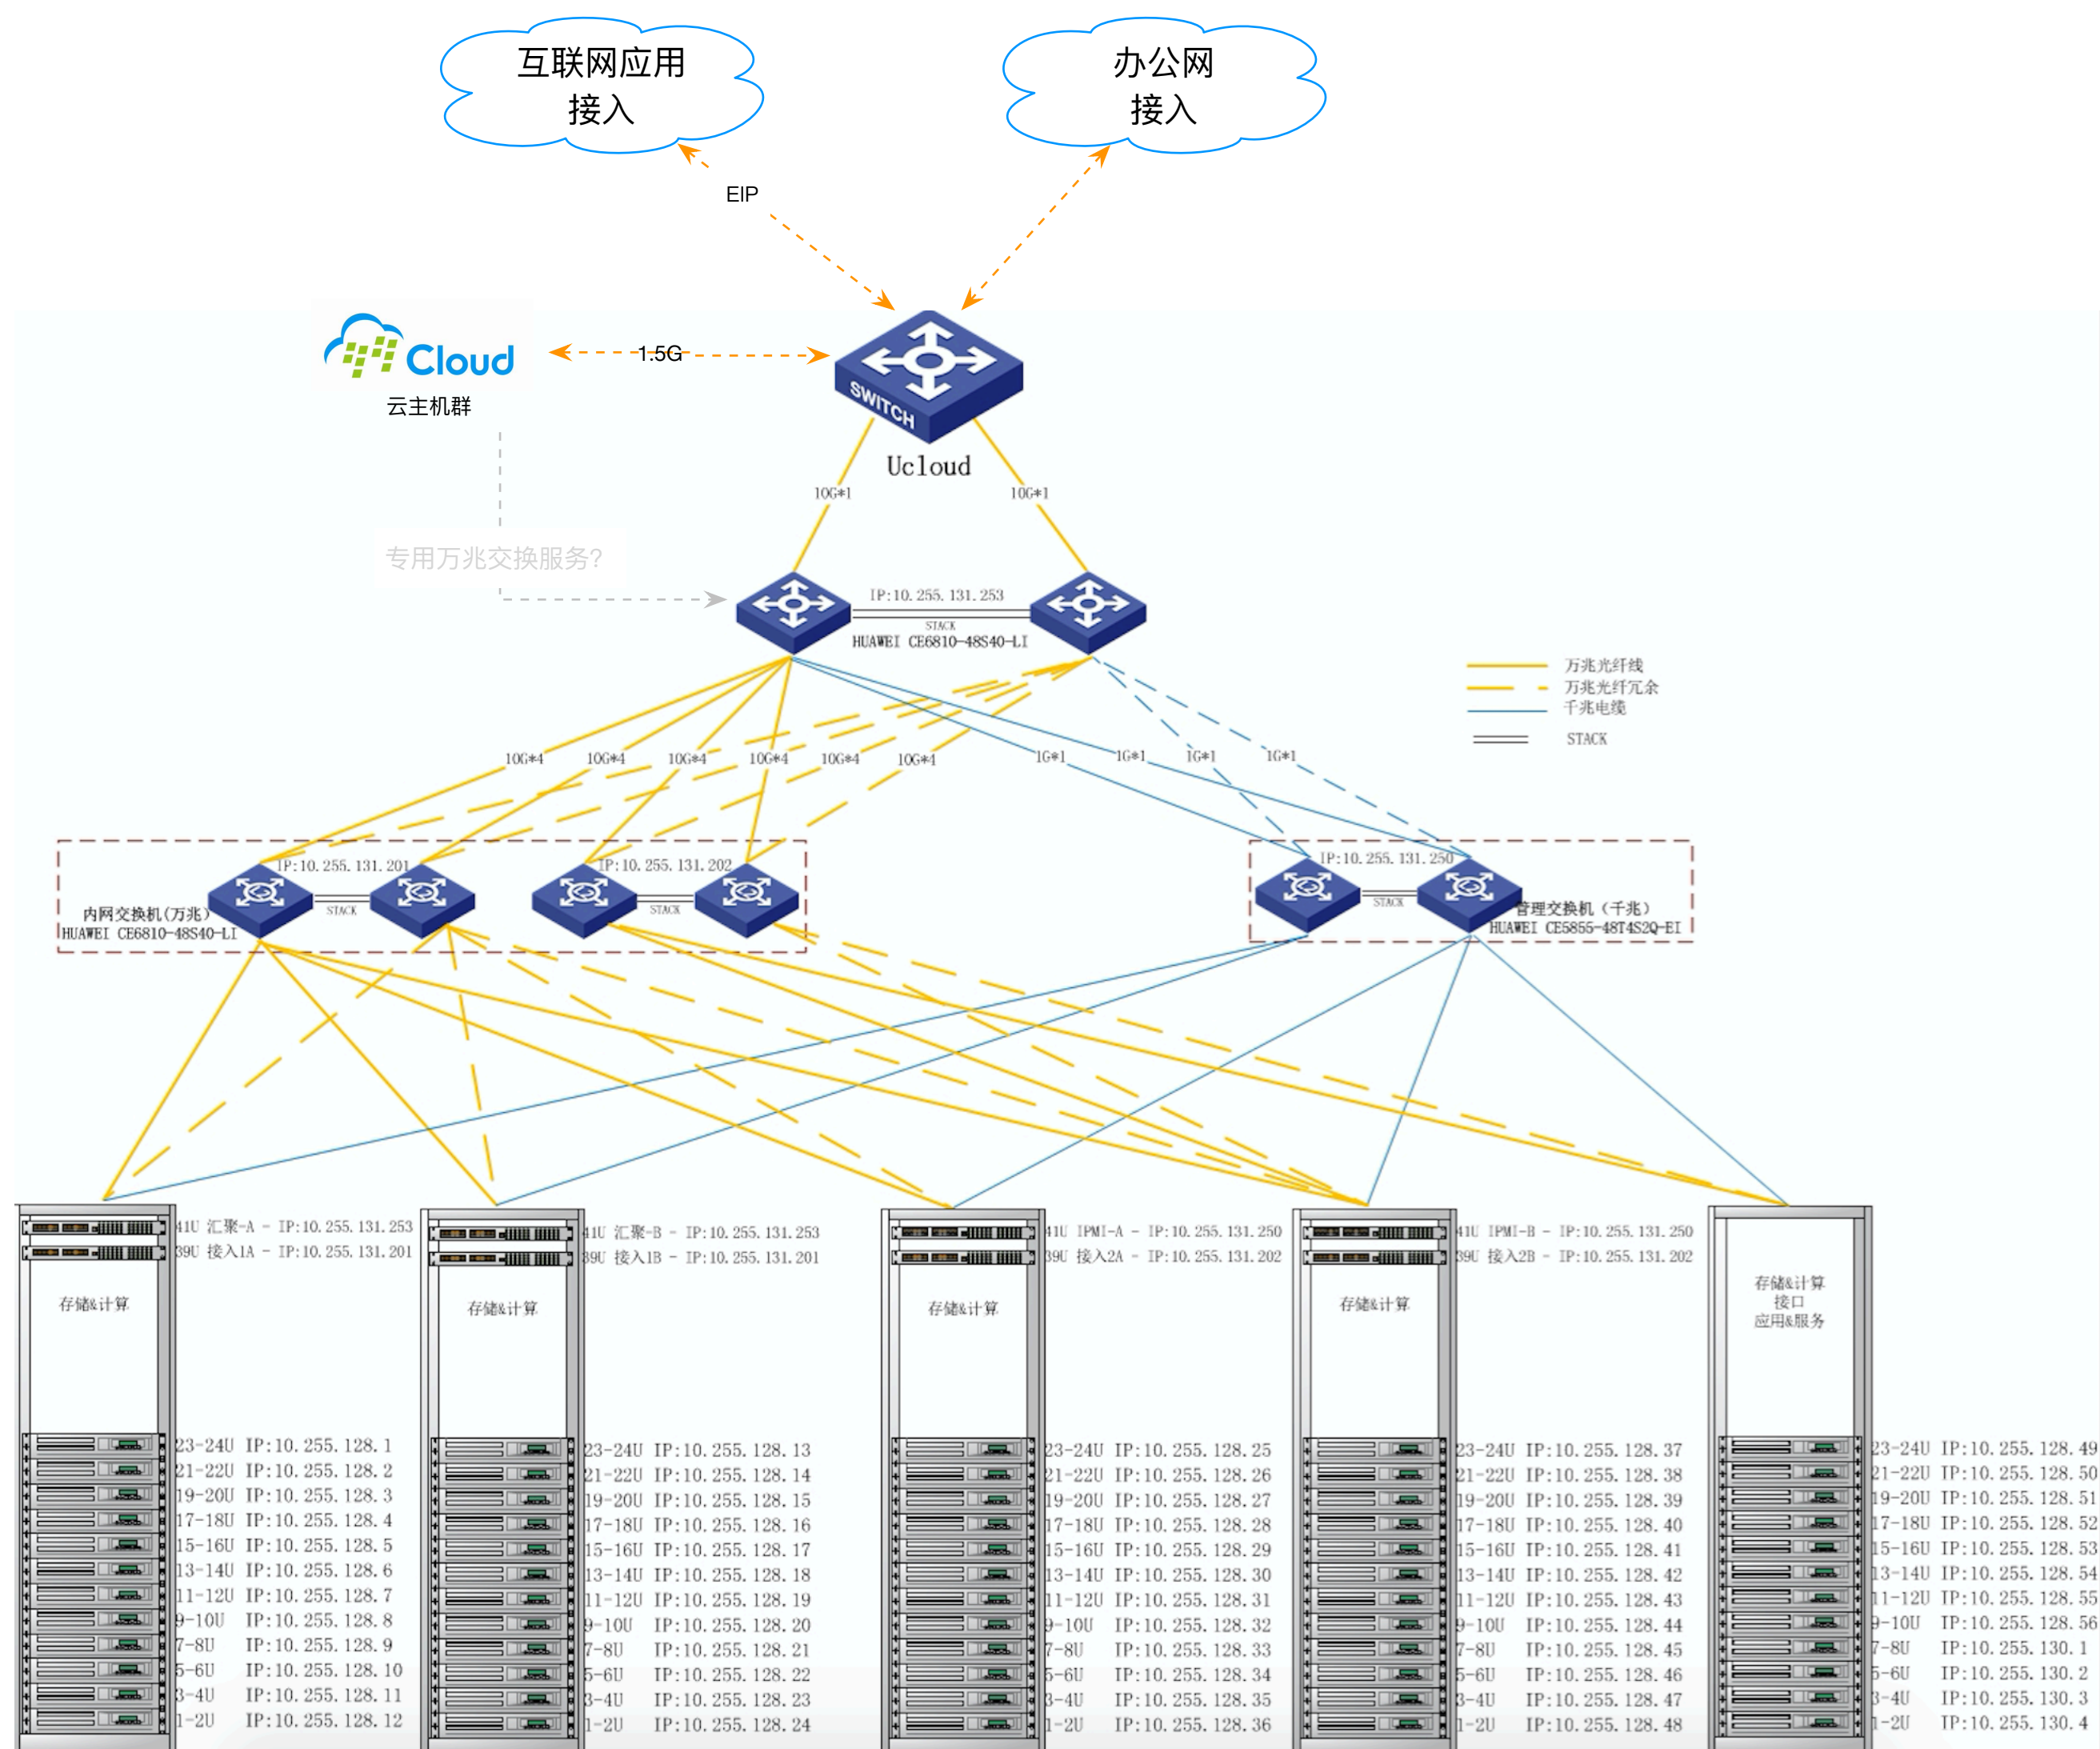 互联网应用
接入
办公网
接入
EIP
Cloud
1.5G
云主机群
SWITCH
Ucloud
10G*1
10G*1
专用万兆交换服务?
IP:10.255.131.253
STACK
HUAWEI CE6810-48S40-LI
万兆光纤线
万兆光纤冗余
千兆电缆
STACK
10G*4
10G*4
10G*4
10G*4
10G*4
10G*4
1G*1
1G*1
1G*1
1G*1
IP:10.255.131.201
STACK
内网交换机(万兆)
HUAWEI CE6810-48S40-LI
IP:10.255.131.202
STACK
IP:10.255.131.250
STACK
管理交换机（千兆）
HUAWEI CE5855-48T4S2Q-EI
41U 汇聚-A - IP:10.255.131.253
39U 接入1A - IP:10.255.131.201
存储&计算
23-24U IP:10.255.128.1
21-22U IP:10.255.128.2
19-20U IP:10.255.128.3
17-18U IP:10.255.128.4
15-16U IP:10.255.128.5
13-14U IP:10.255.128.6
11-12U IP:10.255.128.7
9-10U IP:10.255.128.8
7-8U IP:10.255.128.9
5-6U IP:10.255.128.10
3-4U IP:10.255.128.11
1-2U IP:10.255.128.12
41U 汇聚-B - IP:10.255.131.253
39U 接入1B - IP:10.255.131.201
存储&计算
23-24U IP:10.255.128.13
21-22U IP:10.255.128.14
19-20U IP:10.255.128.15
17-18U IP:10.255.128.16
15-16U IP:10.255.128.17
13-14U IP:10.255.128.18
11-12U IP:10.255.128.19
9-10U IP:10.255.128.20
7-8U IP:10.255.128.21
5-6U IP:10.255.128.22
3-4U IP:10.255.128.23
1-2U IP:10.255.128.24
41U IPMI-A - IP:10.255.131.250
39U 接入2A - IP:10.255.131.202
存储&计算
23-24U IP:10.255.128.25
21-22U IP:10.255.128.26
19-20U IP:10.255.128.27
17-18U IP:10.255.128.28
15-16U IP:10.255.128.29
13-14U IP:10.255.128.30
11-12U IP:10.255.128.31
9-10U IP:10.255.128.32
7-8U IP:10.255.128.33
5-6U IP:10.255.128.34
3-4U IP:10.255.128.35
1-2U IP:10.255.128.36
41U IPMI-B - IP:10.255.131.250
39U 接入2B - IP:10.255.131.202
存储&计算
23-24U IP:10.255.128.37
21-22U IP:10.255.128.38
19-20U IP:10.255.128.39
17-18U IP:10.255.128.40
15-16U IP:10.255.128.41
13-14U IP:10.255.128.42
11-12U IP:10.255.128.43
9-10U IP:10.255.128.44
7-8U IP:10.255.128.45
5-6U IP:10.255.128.46
3-4U IP:10.255.128.47
1-2U IP:10.255.128.48
存储&计算
接口
应用&服务
23-24U IP:10.255.128.49
21-22U IP:10.255.128.50
19-20U IP:10.255.128.51
17-18U IP:10.255.128.52
15-16U IP:10.255.128.53
13-14U IP:10.255.128.54
11-12U IP:10.255.128.55
9-10U IP:10.255.128.56
7-8U IP:10.255.130.1
5-6U IP:10.255.130.2
3-4U IP:10.255.130.3
1-2U IP:10.255.130.4